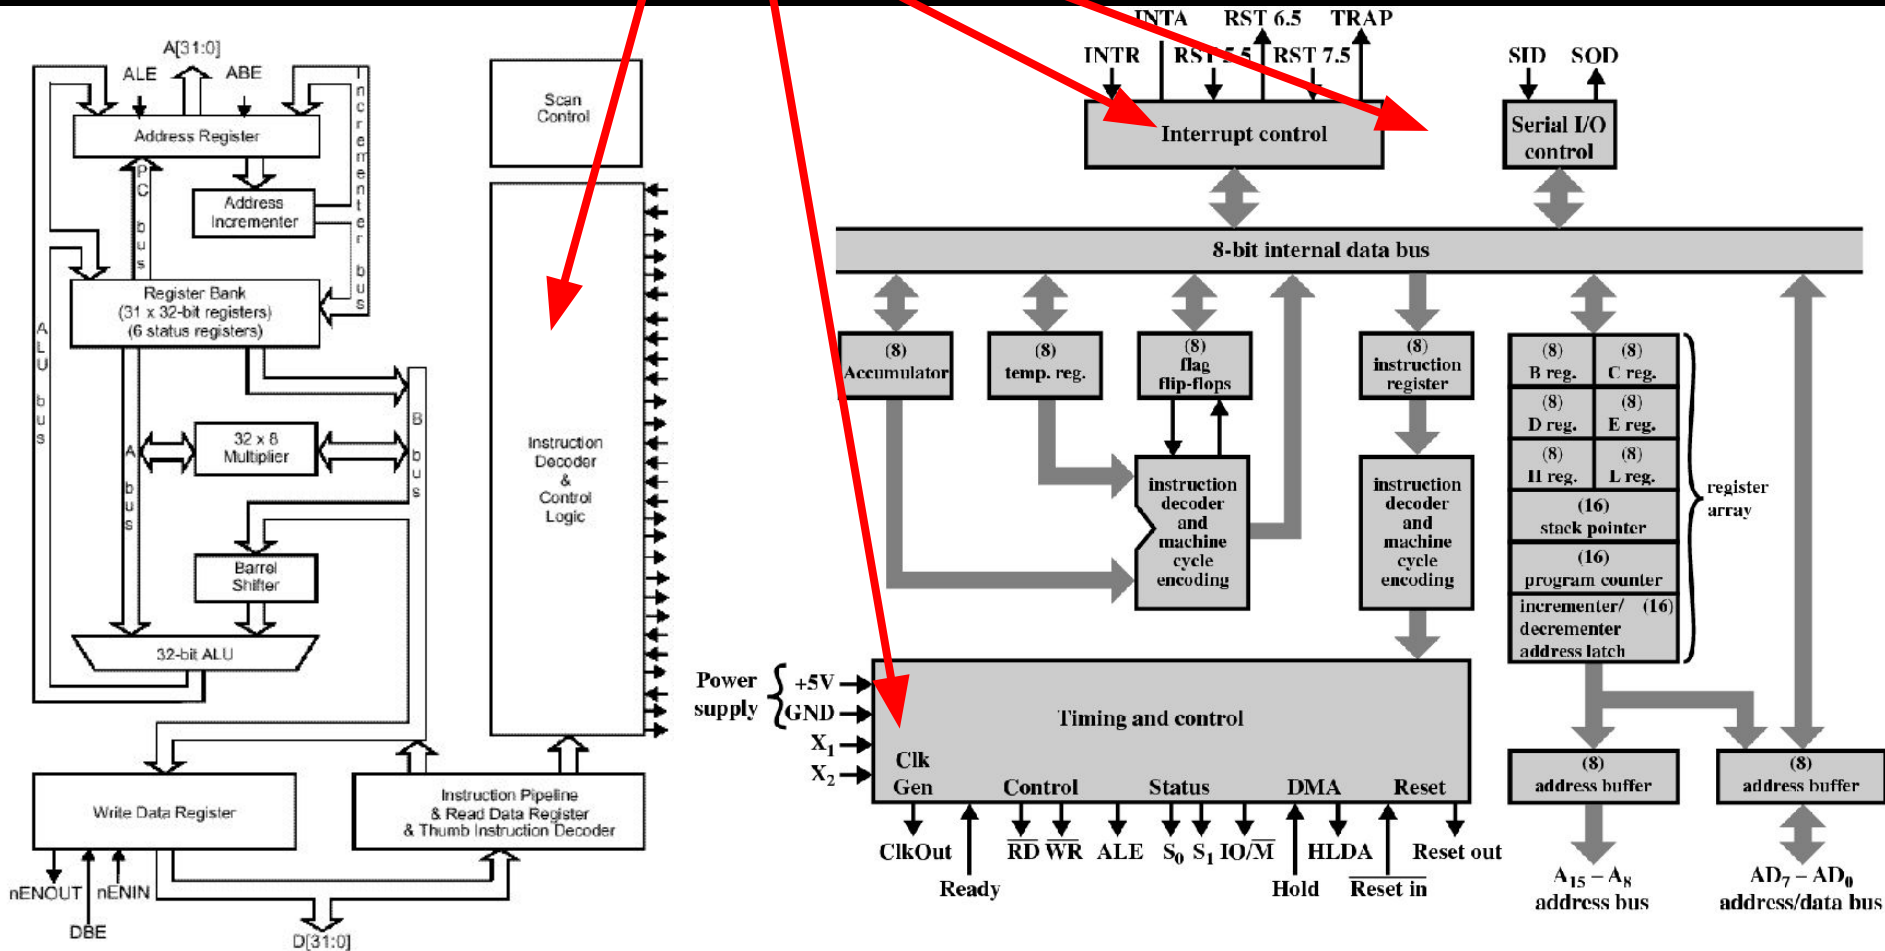 A[31:0]
ALE
ABE
Address Register
Incrementer bus
PC bus
Address
Incrementer
Register Bank
(31 x 32-bit registers)
(6 status registers)
ALU bus
A bus
B bus
32 x 8
Multiplier
Barrel
Shifter
32-bit ALU
Write Data Register
Instruction Pipeline
& Read Data Register
& Thumb Instruction Decoder
nENOUT
nENIN
DBE
D[31:0]
Scan
Control
Instruction
Decoder
&
Control
Logic
INTA RST 6.5 TRAP
INTR RST 5.5 RST 7.5
SID SOD
Interrupt control
Serial I/O
control
8-bit internal data bus
(8)
Accumulator
(8)
temp. reg.
(8)
flag
flip-flops
(8)
instruction
register
(8)
B reg.
(8)
C reg.
(8)
D reg.
(8)
E reg.
(8)
H reg.
(8)
L reg.
(16)
stack pointer
(16)
program counter
incrementer/ (16)
decrementer
address latch
register
array
instruction
decoder
and
machine
cycle
encoding
instruction
decoder
and
machine
cycle
encoding
Power
supply
+5V
GND
X1
X2
Timing and control
Clk
Gen Control Status DMA Reset
ClkOut RD WR ALE S0 S1 IO/M HLDA Reset out
Ready Hold Reset in
(8)
address buffer
(8)
address buffer
A15 – A8
address bus
AD7 – AD0
address/data bus